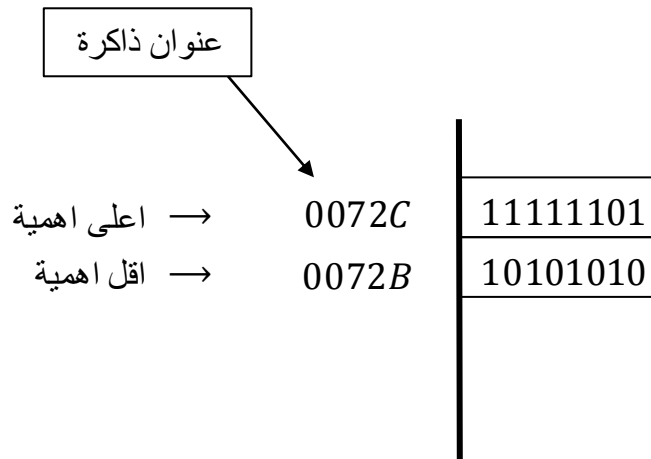 عنوان ذاكرة
اعلى اهمية → 0072C 11111101
اقل اهمية → 0072B 10101010